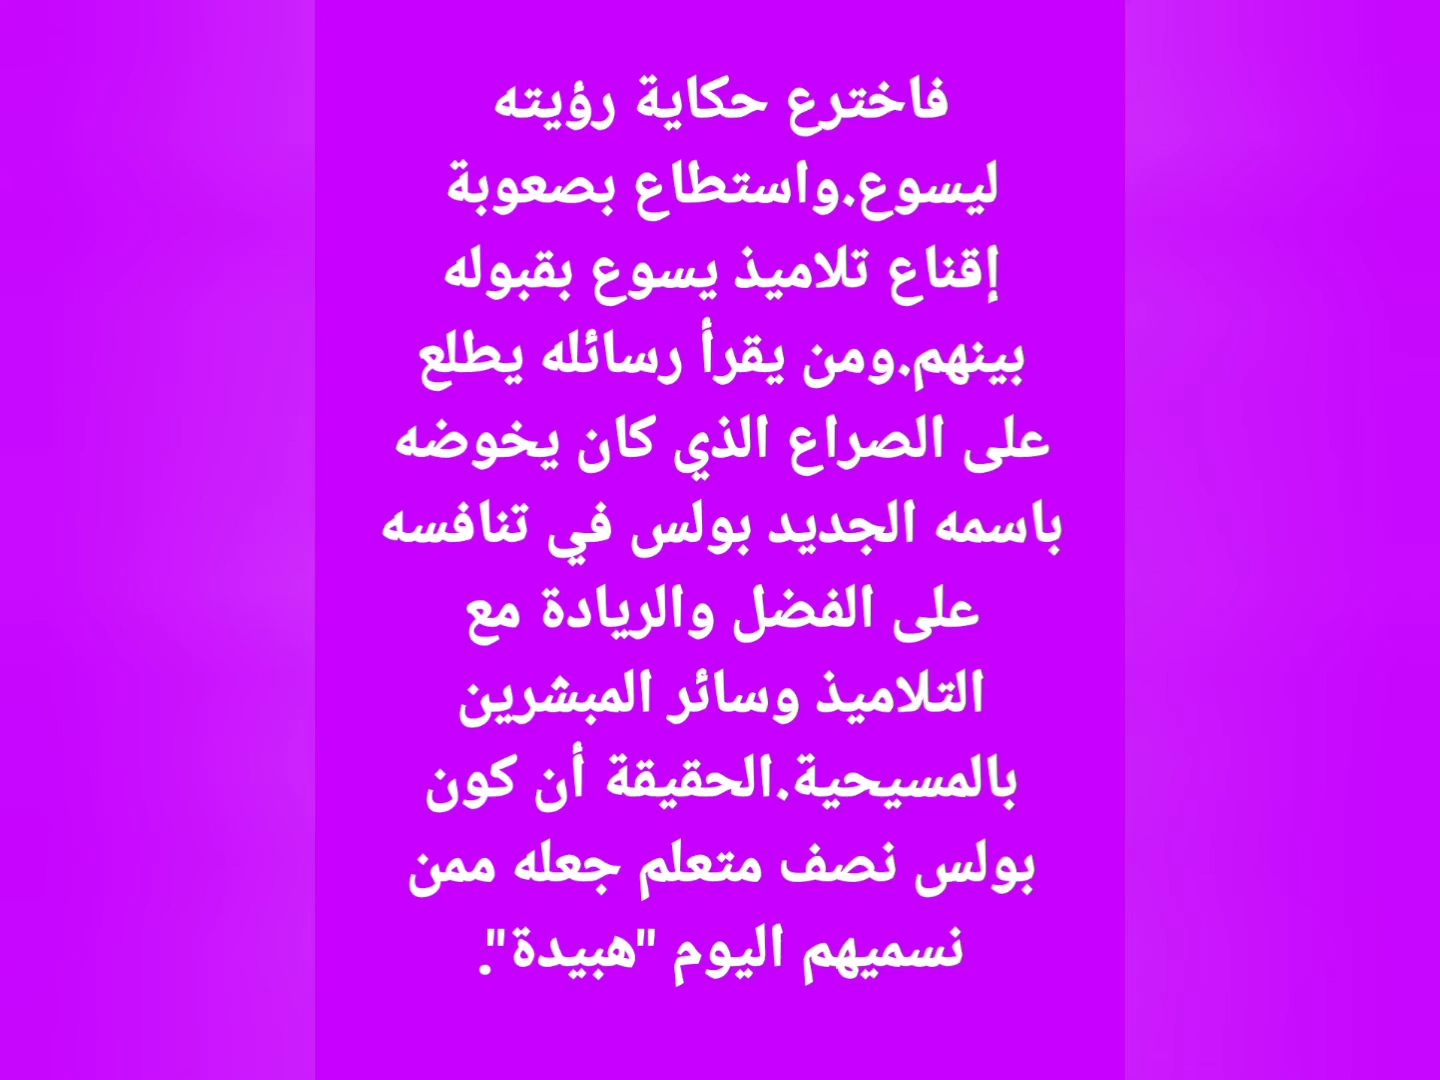 فاخترع حكاية رؤيته
ليسوع.واستطاع بصعوبة
إقناع تلاميذ يسوع بقبوله
بينهم.ومن يقرأ رسائله يطلع
على الصراع الذي كان يخوضه
باسمه الجديد بولس في تنافسه
على الفضل والريادة مع
التلاميذ وسائر المبشرين
بالمسيحية.الحقيقة أن كون
بولس نصف متعلم جعله ممن
نسميهم اليوم "هبيدة".